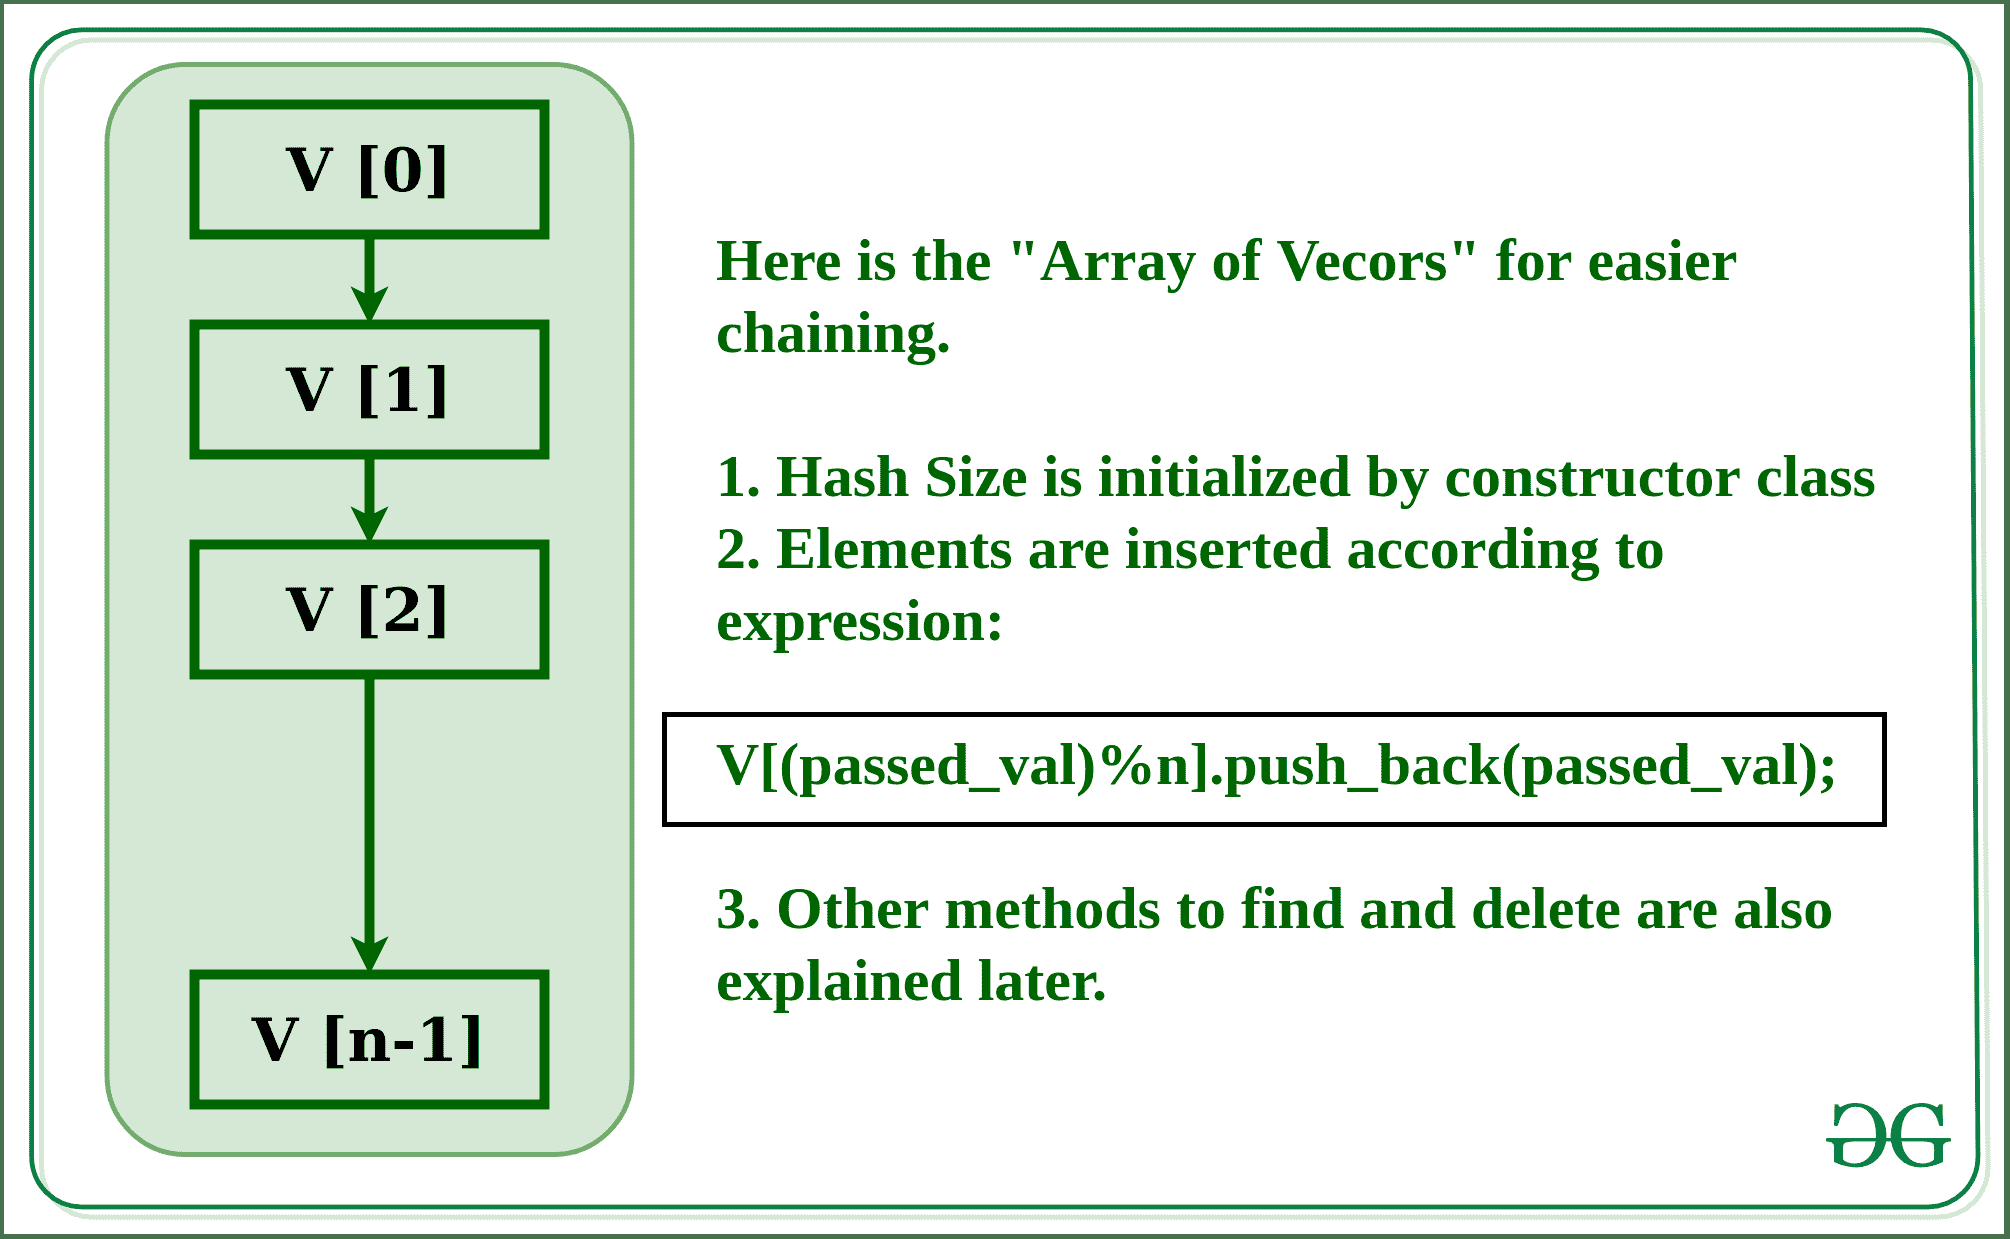 V [0]
V [1]
V [2]
V [n-1]
Here is the "Array of Vecors" for easier
chaining.
1. Hash Size is initialized by constructor class
2. Elements are inserted according to
expression:
V[(passed_val)%n].push_back(passed_val);
3. Other methods to find and delete are also
explained later.